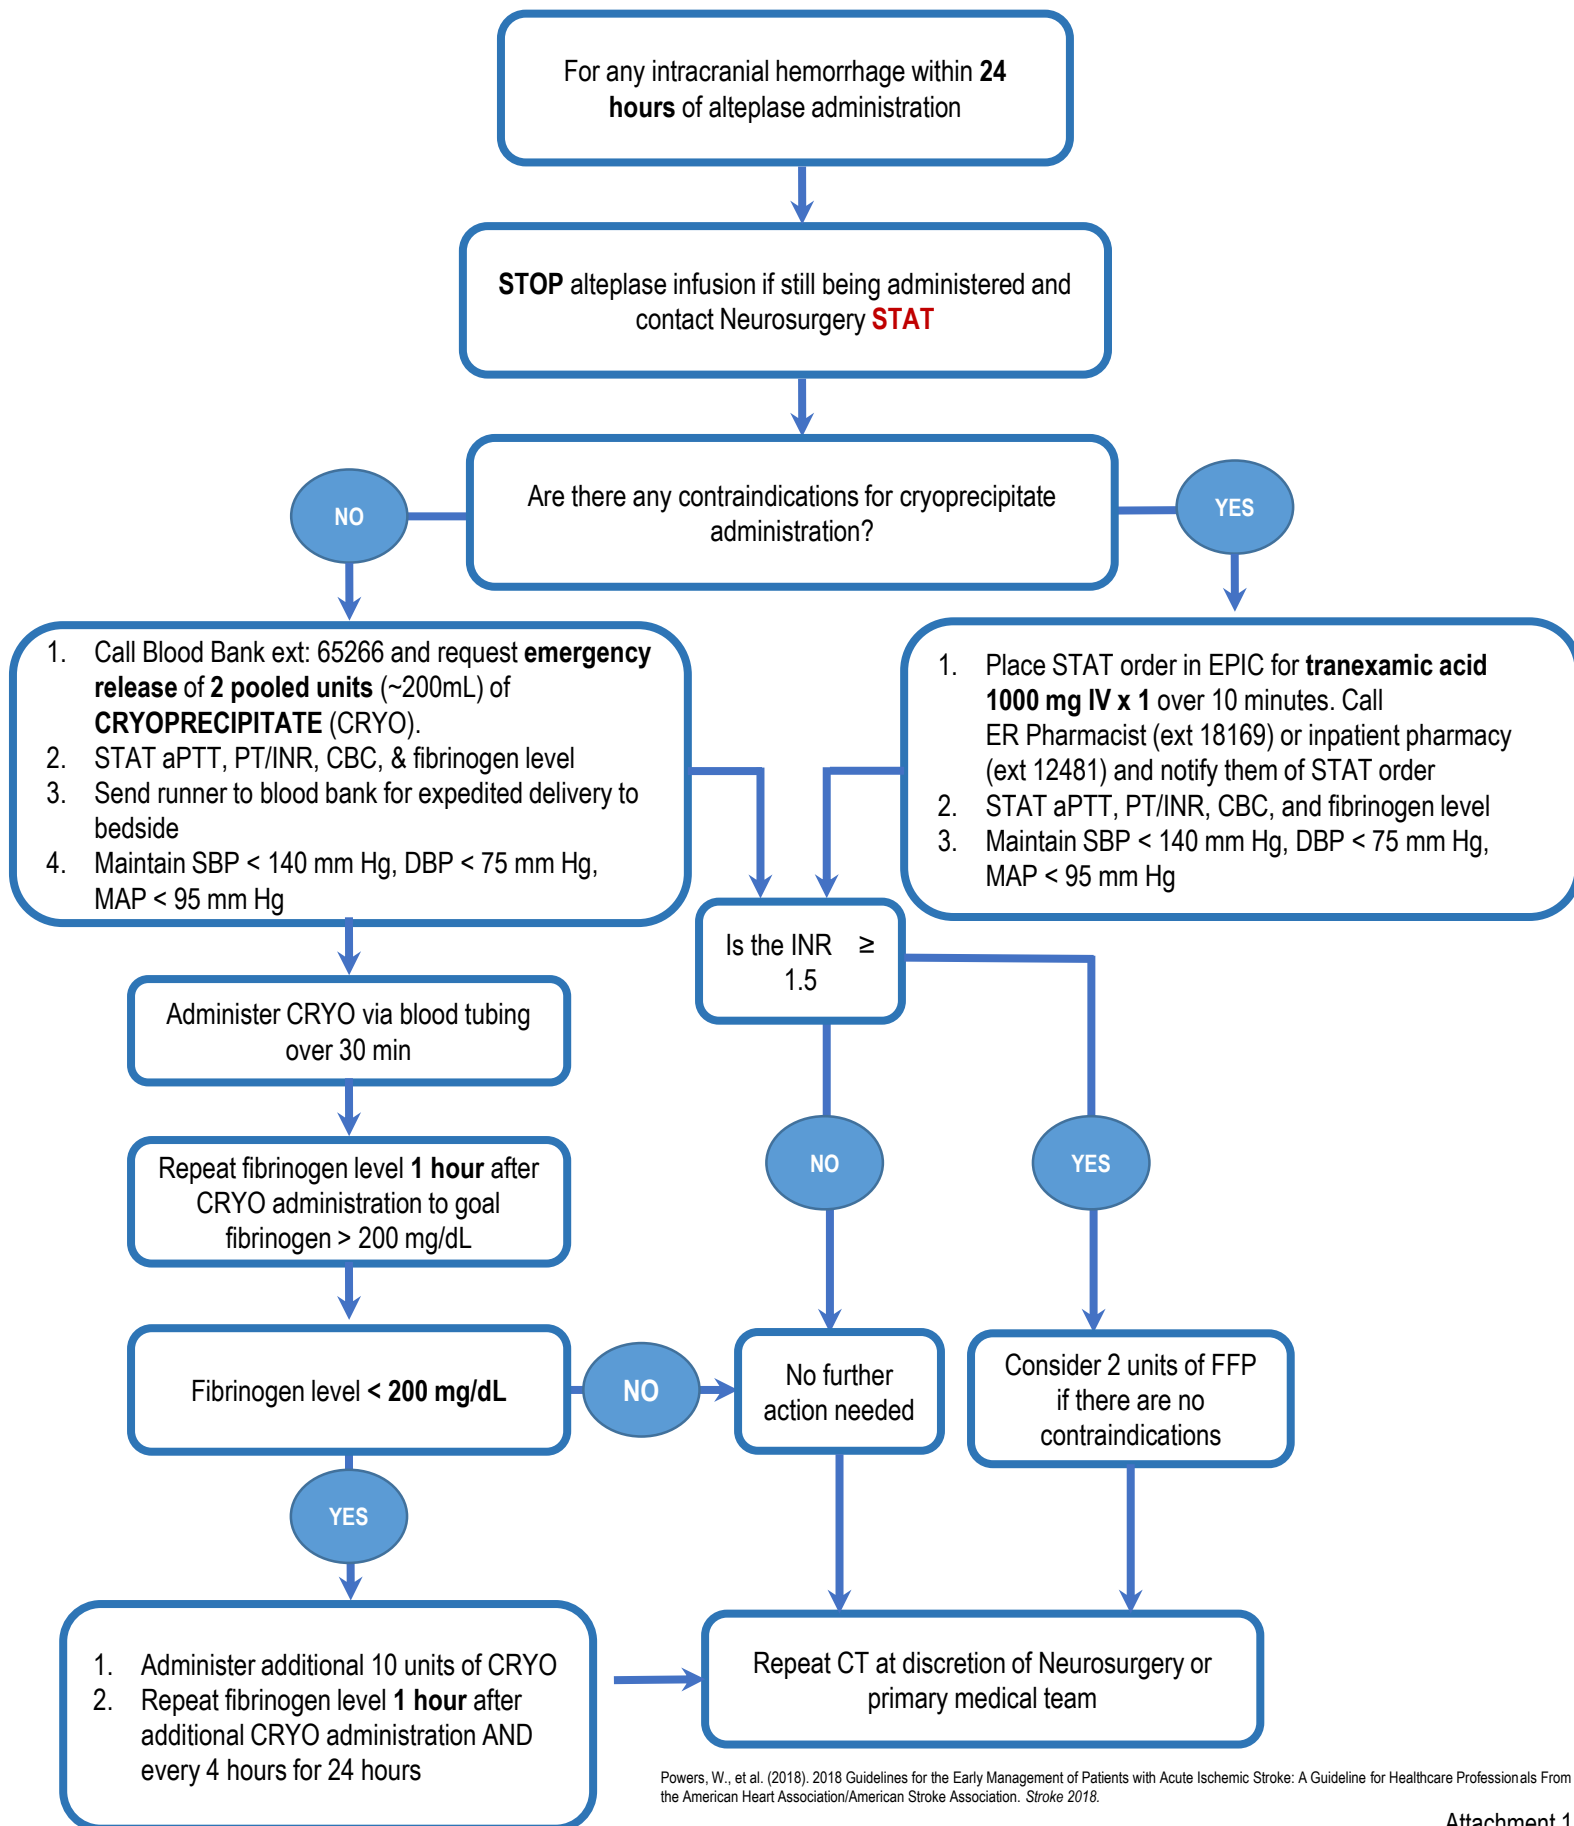 For any intracranial hemorrhage within 24
hours of alteplase administration
STOP alteplase infusion if still being administered and
contact Neurosurgery STAT
Are there any contraindications for cryoprecipitate
administration?
NO
YES
1. Call Blood Bank ext: 65266 and request emergency
release of 2 pooled units (~200mL) of
CRYOPRECIPITATE (CRYO).
2. STAT aPTT, PT/INR, CBC, & fibrinogen level
3. Send runner to blood bank for expedited delivery to
bedside
4. Maintain SBP < 140 mm Hg, DBP < 75 mm Hg,
MAP < 95 mm Hg
1. Place STAT order in EPIC for tranexamic acid
1000 mg IV x 1 over 10 minutes. Call
ER Pharmacist (ext 18169) or inpatient pharmacy
(ext 12481) and notify them of STAT order
2. STAT aPTT, PT/INR, CBC, and fibrinogen level
3. Maintain SBP < 140 mm Hg, DBP < 75 mm Hg,
MAP < 95 mm Hg
Is the INR ≥
1.5
Administer CRYO via blood tubing
over 30 min
Repeat fibrinogen level 1 hour after
CRYO administration to goal
fibrinogen > 200 mg/dL
NO
YES
Fibrinogen level < 200 mg/dL
NO
No further
action needed
Consider 2 units of FFP
if there are no
contraindications
YES
1. Administer additional 10 units of CRYO
2. Repeat fibrinogen level 1 hour after
additional CRYO administration AND
every 4 hours for 24 hours
Repeat CT at discretion of Neurosurgery or
primary medical team
Powers, W., et al. (2018). 2018 Guidelines for the Early Management of Patients with Acute Ischemic Stroke: A Guideline for Healthcare Professionals From
the American Heart Association/American Stroke Association. Stroke 2018.
Attachment 1